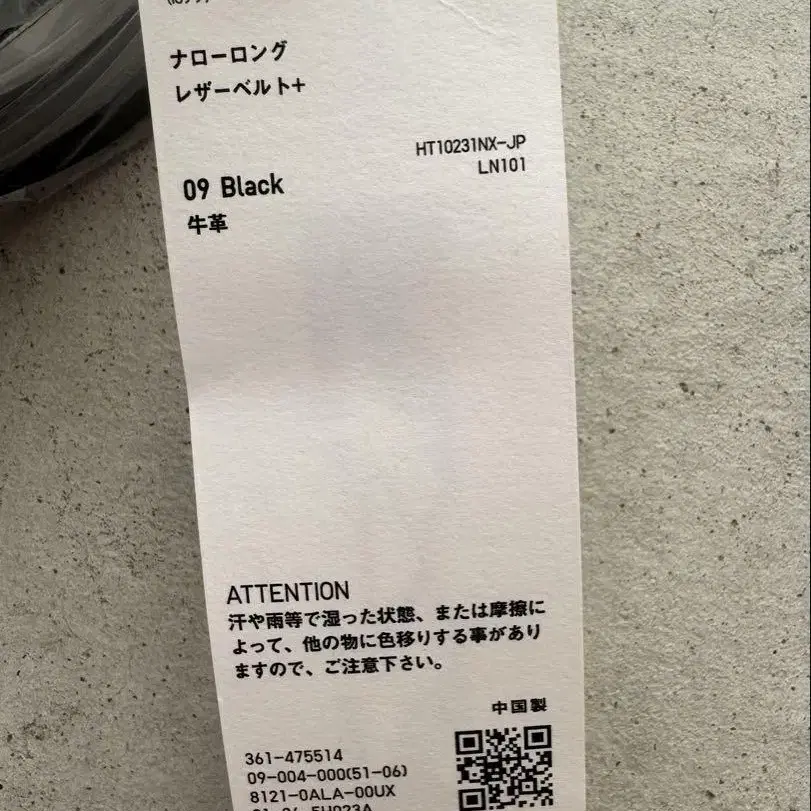 ナローロング
レザーベルト+
HT10231NX-JP
LN101
09 Black
牛革
ATTENTION
汗や雨等で湿った状態、または摩擦に
よって、他の物に色移りする事があり
ますので、ご注意下さい。
中国製
361-475514
09-004-000(51-06)
8121-0ALA-00UX